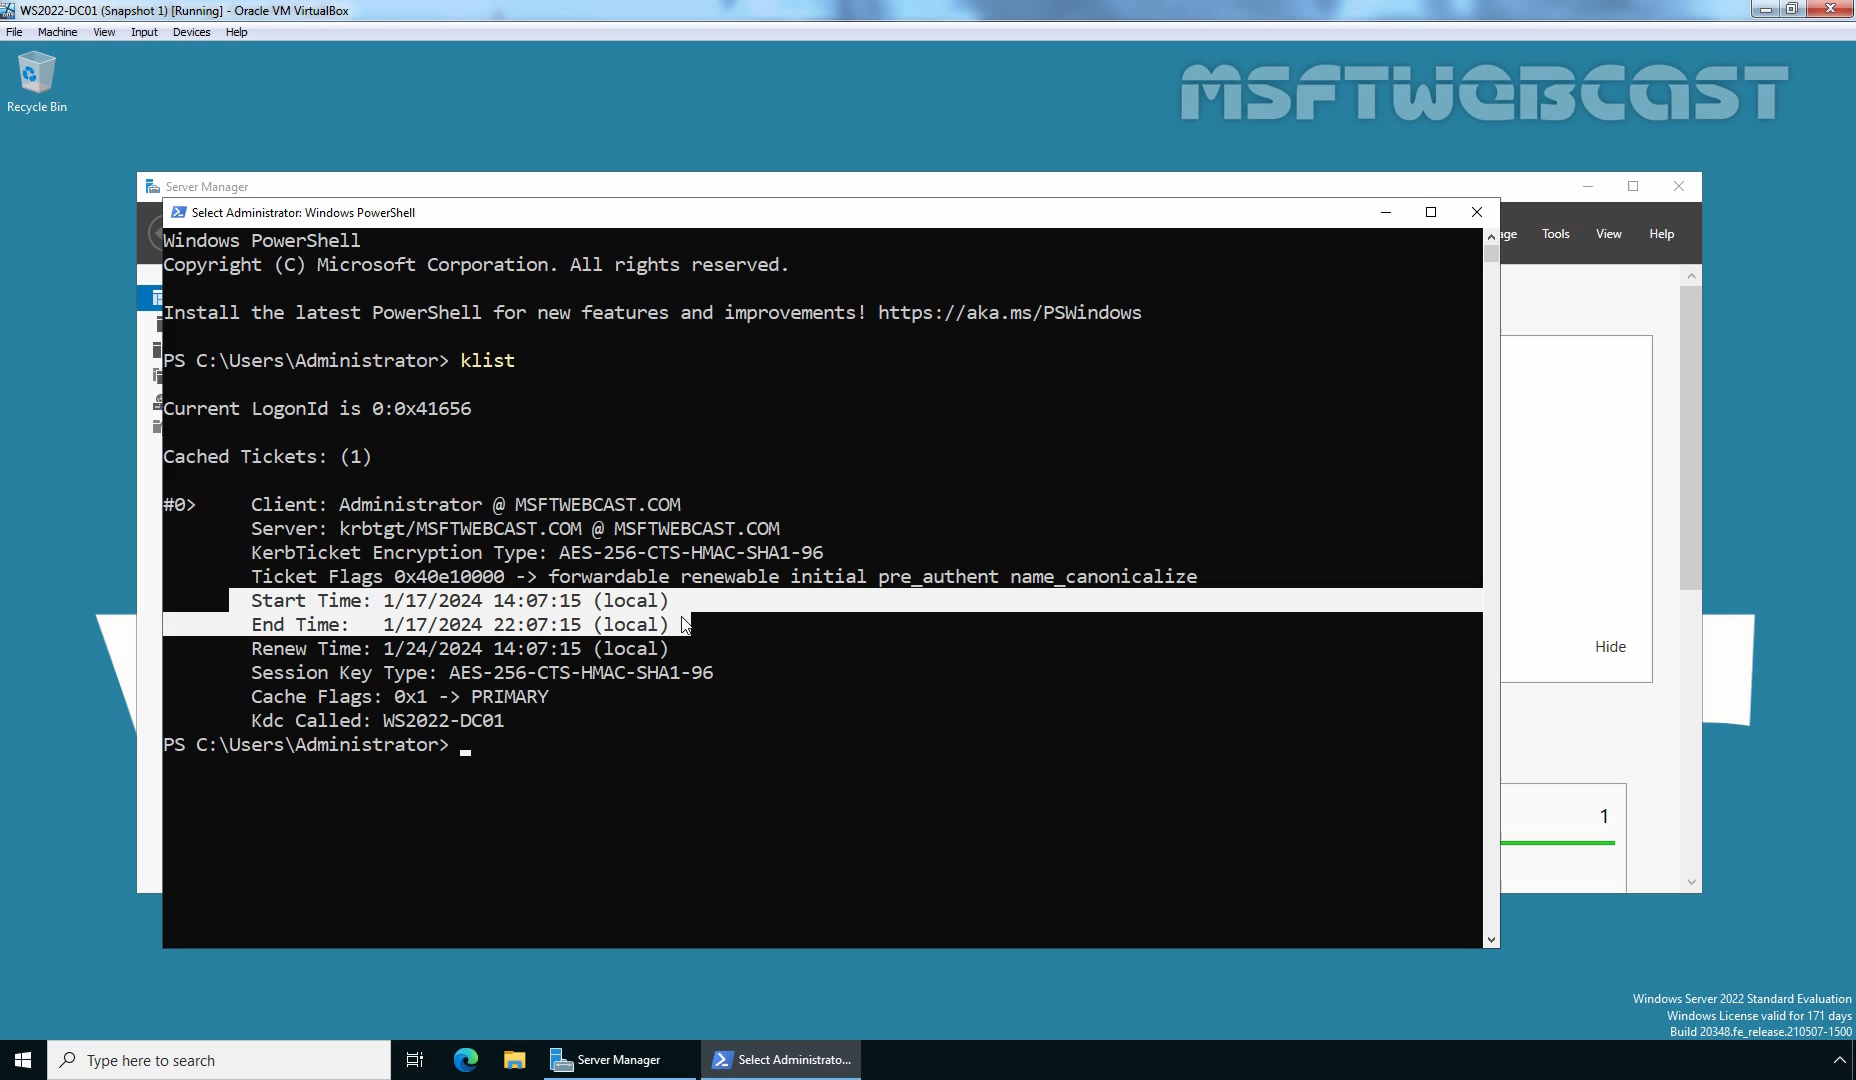 WS2022-DC01 (Snapshot 1) [Running] - Oracle VM VirtualBox
File Machine View Input Devices Help
Recycle Bin
MSFTWEBCAST
Server Manager
Select Administrator: Windows PowerShell
age Tools View Help
Windows PowerShell
Copyright (C) Microsoft Corporation. All rights reserved.
Install the latest PowerShell for new features and improvements! https://aka.ms/PSWindows
PS C:\Users\Administrator> klist
Current LogonId is 0:0x41656
Cached Tickets: (1)
#0> Client: Administrator @ MSFTWEBCAST.COM
Server: krbtgt/MSFTWEBCAST.COM @ MSFTWEBCAST.COM
KerbTicket Encryption Type: AES-256-CTS-HMAC-SHA1-96
Ticket Flags 0x40e10000 -> forwardable renewable initial pre_authent name_canonicalize
Start Time: 1/17/2024 14:07:15 (local)
End Time: 1/17/2024 22:07:15 (local)
Renew Time: 1/24/2024 14:07:15 (local)
Session Key Type: AES-256-CTS-HMAC-SHA1-96
Cache Flags: 0x1 -> PRIMARY
Kdc Called: WS2022-DC01
PS C:\Users\Administrator>
Hide
1
Windows Server 2022 Standard Evaluation
Windows License valid for 171 days
Build 20348.fe_release.210507-1500
Type here to search
Server Manager
Select Administrato...